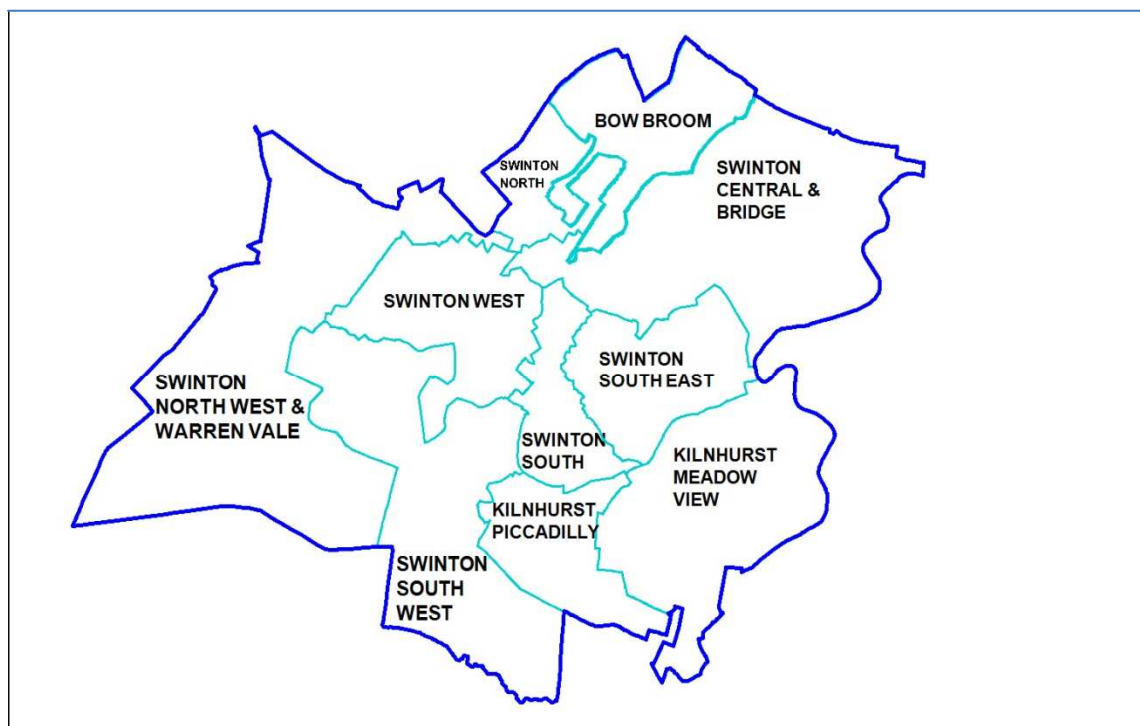 BOW BROOM
SWINTON
NORTH
SWINTON
CENTRAL &
BRIDGE
SWINTON WEST
SWINTON
SOUTH EAST
SWINTON
NORTH WEST &
WARREN VALE
SWINTON
SOUTH
KILNHURST
MEADOW
VIEW
KILNHURST
PICCADILLY
SWINTON
SOUTH
WEST